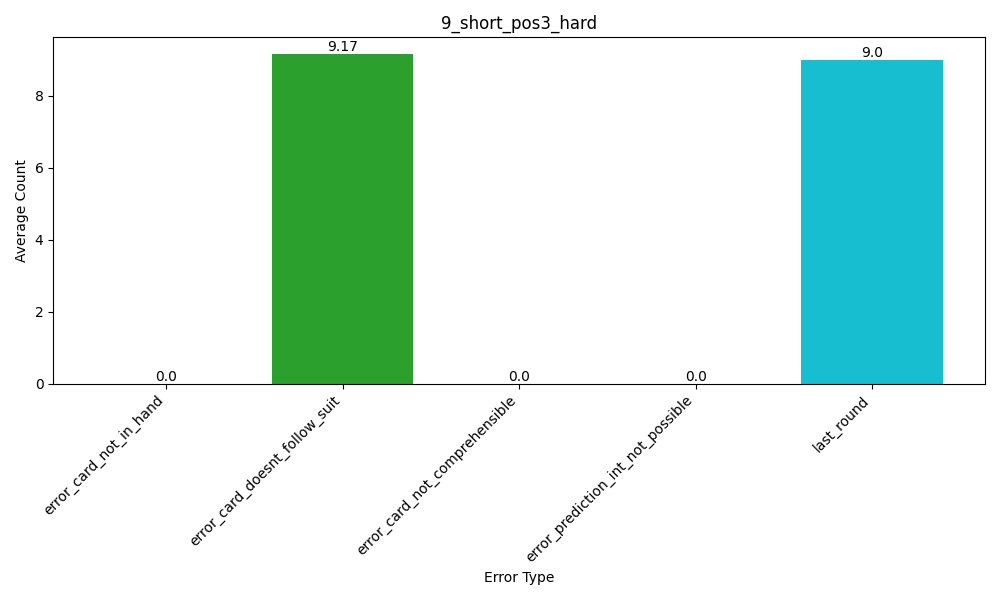 9_short_pos3_hard
Average Count
8
6
4
2
0
0.0
9.17
0.0
0.0
9.0
error_card_not_in_hand
error_card_doesnt_follow_suit
error_card_not_comprehensible
error_prediction_int_not_possible
last_round
Error Type